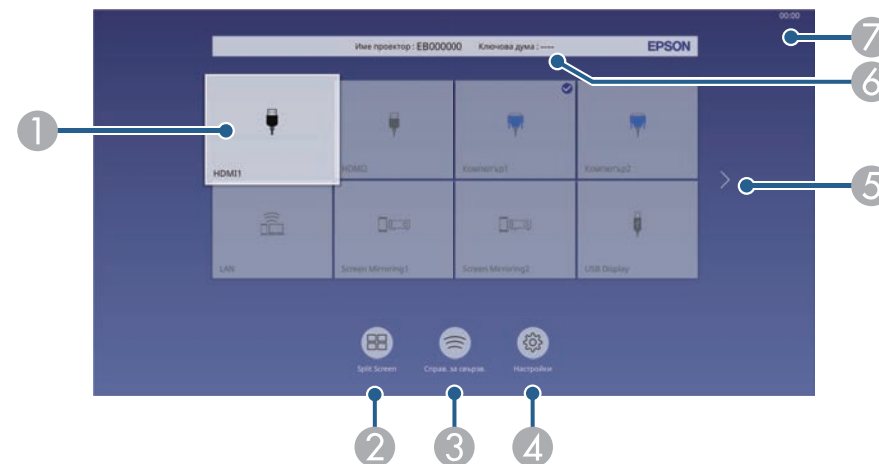 00:00
Име проектор : EB000000 Ключова дума : ---- EPSON
HDMI1 HDMI2 Компютър1 Компютър2
LAN Screen Mirroring1 Screen Mirroring2 USB Display
Split Screen Справ. за свързв. Настройки
1
2
3
4
5
6
7